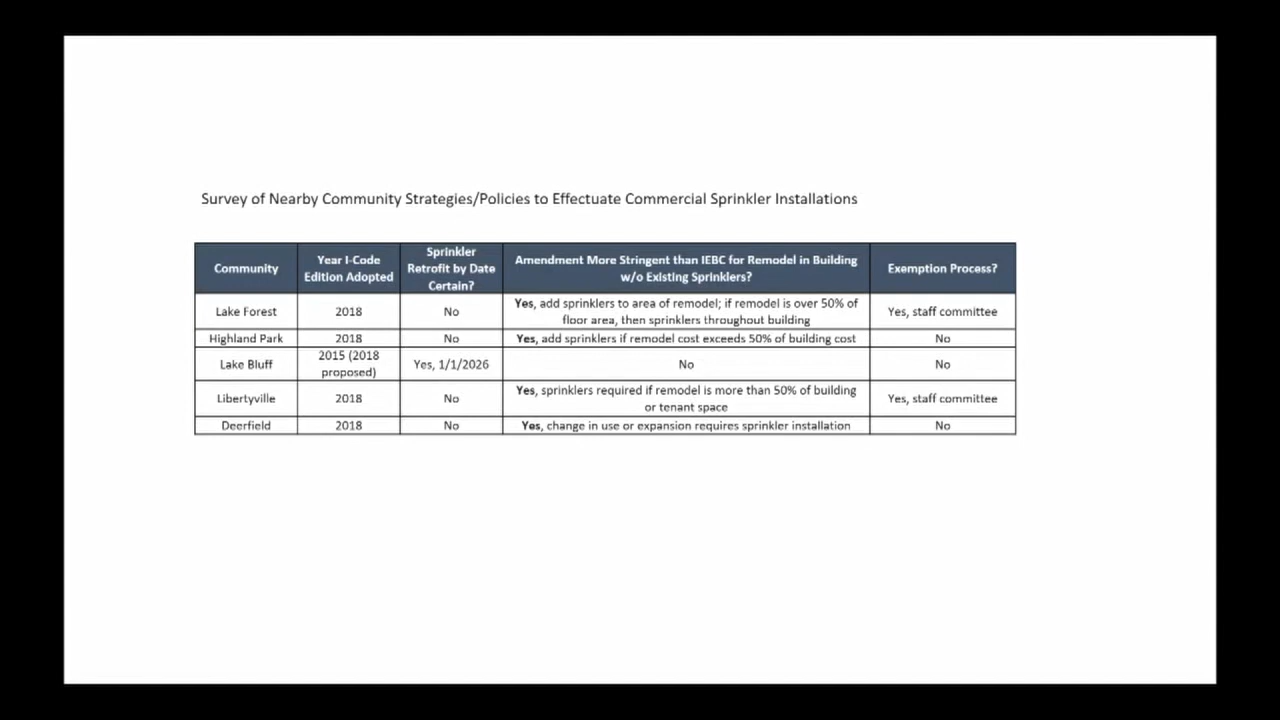 Survey of Nearby Community Strategies/Policies to Effectuate Commercial Sprinkler Installations
Community
Year I-Code
Edition Adopted
Sprinkler
Retrofit by Date
Certain?
Amendment More Stringent than IEBC for Remodel in Building
w/o Existing Sprinklers?
Exemption Process?
Lake Forest
2018
No
Yes, add sprinklers to area of remodel; if remodel is over 50% of
floor area, then sprinklers throughout building
Yes, staff committee
Highland Park
2018
No
Yes, add sprinklers if remodel cost exceeds 50% of building cost
No
Lake Bluff
2015 (2018
proposed)
Yes, 1/1/2026
No
No
Libertyville
2018
No
Yes, sprinklers required if remodel is more than 50% of building
or tenant space
Yes, staff committee
Deerfield
2018
No
Yes, change in use or expansion requires sprinkler installation
No